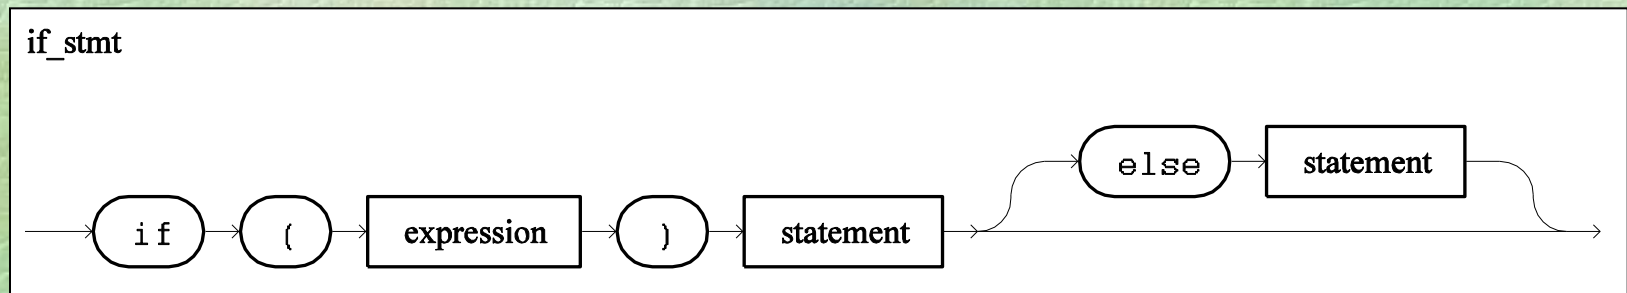 if_stmt
else statement
if ( expression ) statement